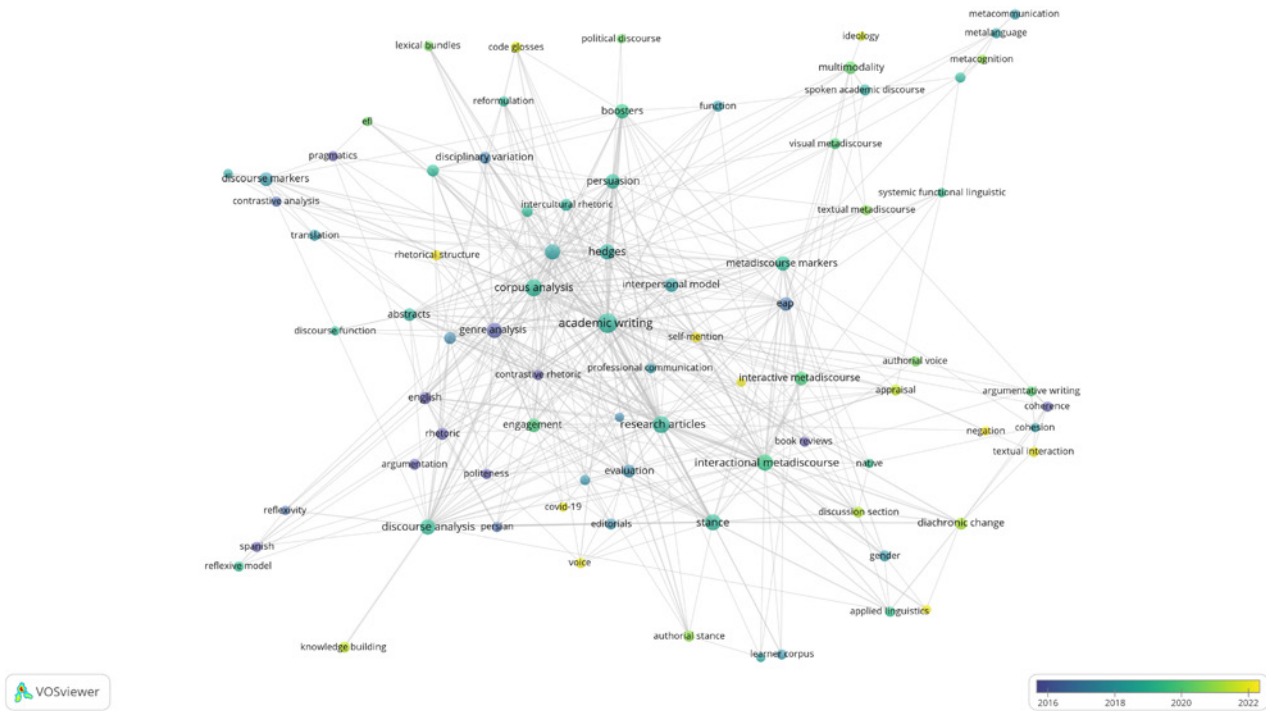 metacommunication
metalanguage
ideology
political discourse
lexical bundles
code glosses
metacognition
multimodality
spoken academic discourse
reformulation
function
boosters
efl
visual metadiscourse
pragmatics
disciplinary variation
discourse markers
persuasion
systemic functional linguistic
contrastive analysis
intercultural rhetoric
textual metadiscourse
translation
rhetorical structure
hedges
metadiscourse markers
corpus analysis
interpersonal model
eap
abstracts
academic writing
discourse function
genre analysis
self-mention
authorial voice
professional communication
contrastive rhetoric
interactive metadiscourse
appraisal
argumentative writing
english
coherence
engagement
research articles
cohesion
rhetoric
negation
book reviews
textual interaction
argumentation
politeness
evaluation
interactional metadiscourse
native
reflexivity
covid-19
discussion section
discourse analysis
persian
editorials
stance
diachronic change
spanish
gender
reflexive model
voice
applied linguistics
authorial stance
knowledge building
learner corpus
VOSviewer
2016 2018 2020 2022